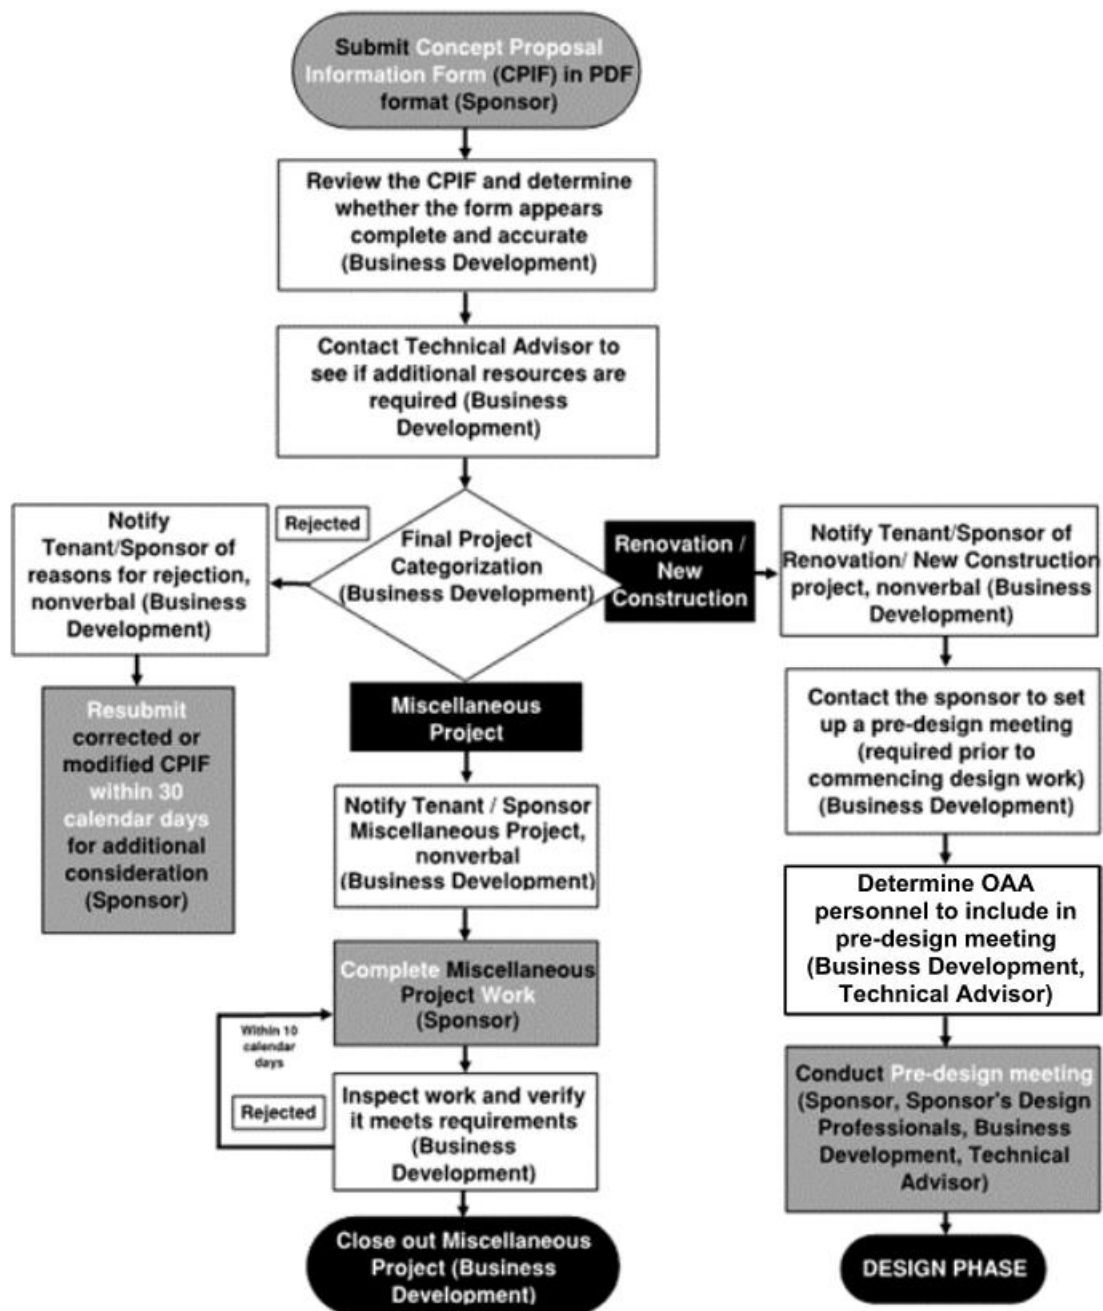 Submit Concept Proposal
Information Form (CPIF) in PDF
format (Sponsor)
Review the CPIF and determine
whether the form appears
complete and accurate
(Business Development)
Contact Technical Advisor to
see if additional resources are
required (Business
Development)
Final Project
Categorization
(Business Development)
Rejected
Notify
Tenant/Sponsor of
reasons for rejection,
nonverbal (Business
Development)
Resubmit
corrected or
modified CPIF
within 30
calendar days
for additional
consideration
(Sponsor)
Miscellaneous
Project
Notify Tenant / Sponsor
Miscellaneous Project,
nonverbal
(Business Development)
Complete Miscellaneous
Project Work
(Sponsor)
Within 10
calendar
days
Rejected
Inspect work and verify
it meets requirements
(Business
Development)
Close out Miscellaneous
Project (Business
Development)
Renovation /
New
Construction
Notify Tenant/Sponsor of
Renovation/ New Construction
project, nonverbal (Business
Development)
Contact the sponsor to set
up a pre-design meeting
(required prior to
commencing design work)
(Business Development)
Determine OAA
personnel to include in
pre-design meeting
(Business Development,
Technical Advisor)
Conduct Pre-design meeting
(Sponsor, Sponsor's Design
Professionals, Business
Development, Technical
Advisor)
DESIGN PHASE